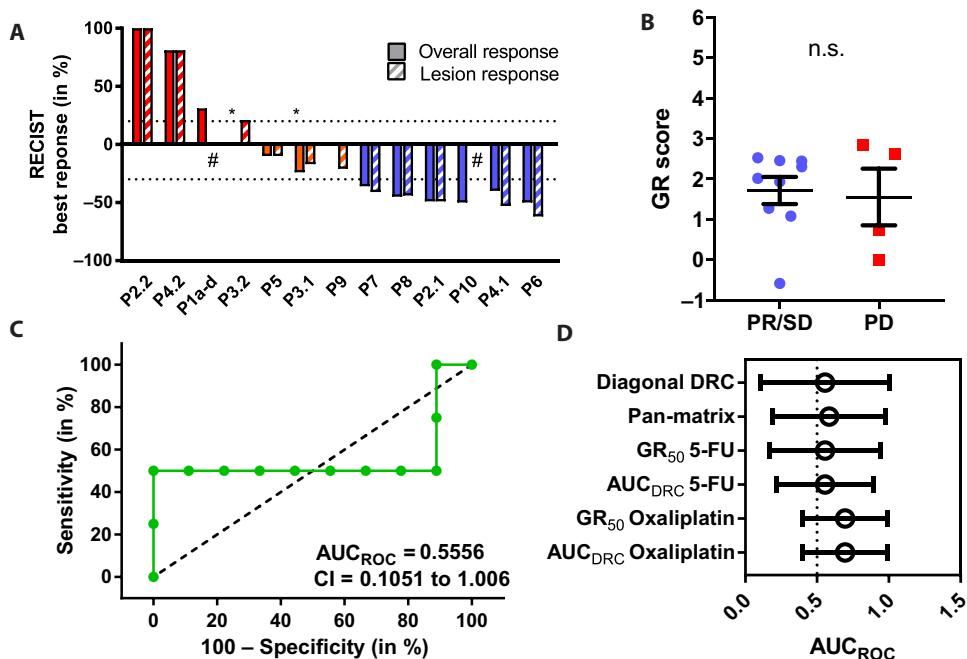 A
RECIST
best reponse (in %)
100
50
0
–50
–100
Overall response
Lesion response
*
*
#
#
P2.2
P4.2
P1a-d
P3.2
P5
P3.1
P9
P7
P8
P2.1
P10
P4.1
P6
B
n.s.
GR score
6
5
4
3
2
1
0
–1
PR/SD
PD
C
Sensitivity (in %)
100
80
60
40
20
0
AUCROC = 0.5556
CI = 0.1051 to 1.006
0
20
40
60
80
100
100 – Specificity (in %)
D
Diagonal DRC
Pan-matrix
GR50 5-FU
AUCDRC 5-FU
GR50 Oxaliplatin
AUCDRC Oxaliplatin
0.0
0.5
1.0
1.5
AUCROC